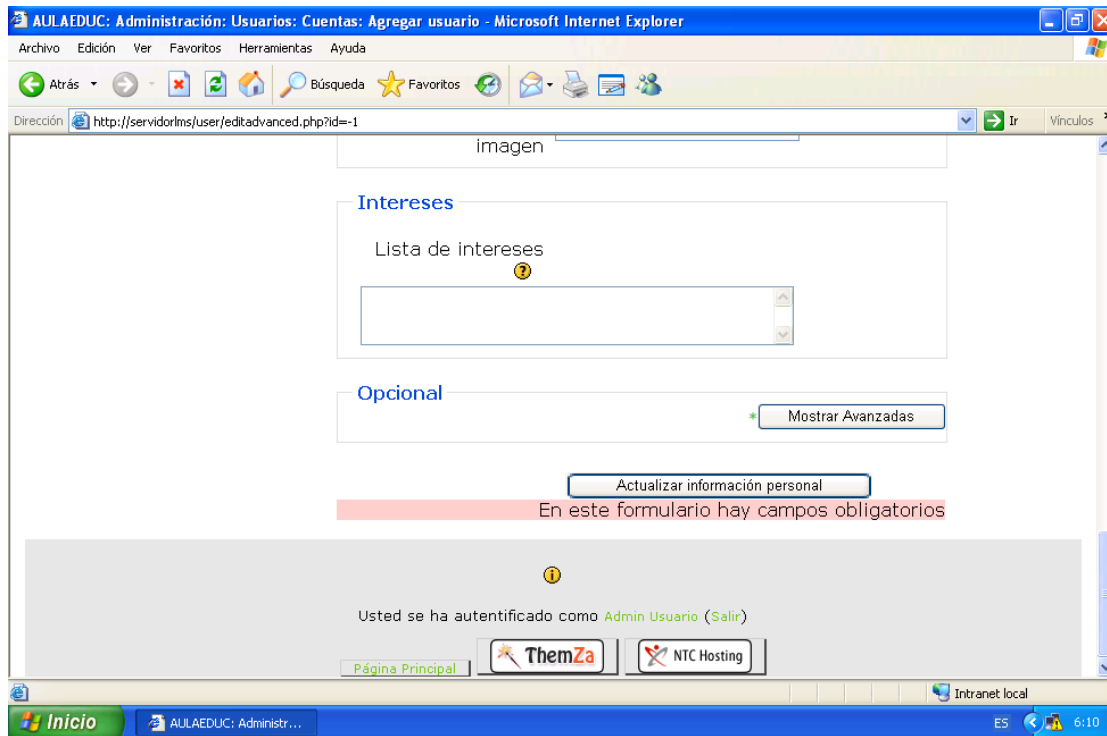 AULAEDUC: Administración: Usuarios: Cuentas: Agregar usuario - Microsoft Internet Explorer
Archivo Edición Ver Favoritos Herramientas Ayuda
Atrás Búsqueda Favoritos
Dirección http://servidorlms/user/editadvanced.php?id=-1 Ir Vínculos »
imagen
Intereses
Lista de intereses
?
Opcional
* Mostrar Avanzadas
Actualizar información personal
En este formulario hay campos obligatorios
i
Usted se ha autentificado como Admin Usuario (Salir)
Página Principal ThemZa NTC Hosting
Intranet local
Inicio AULAEDUC: Administr... ES 6:10